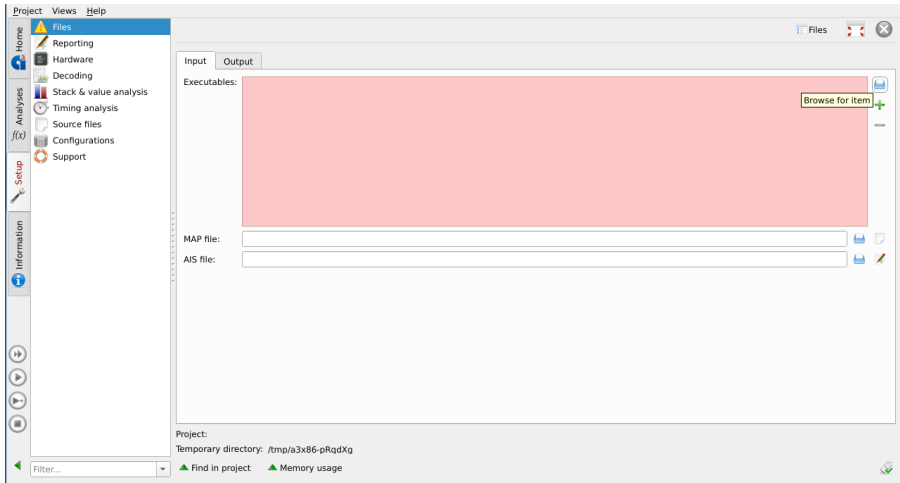 Project Views Help
Home
Analyses
f(x)
Setup
Information
Files
Reporting
Hardware
Decoding
Stack & value analysis
Timing analysis
Source files
Configurations
Support
Filter...
Files
Input Output
Executables:
Browse for item
MAP file:
AIS file:
Project:
Temporary directory: /tmp/a3x86-pRqdXg
Find in project Memory usage